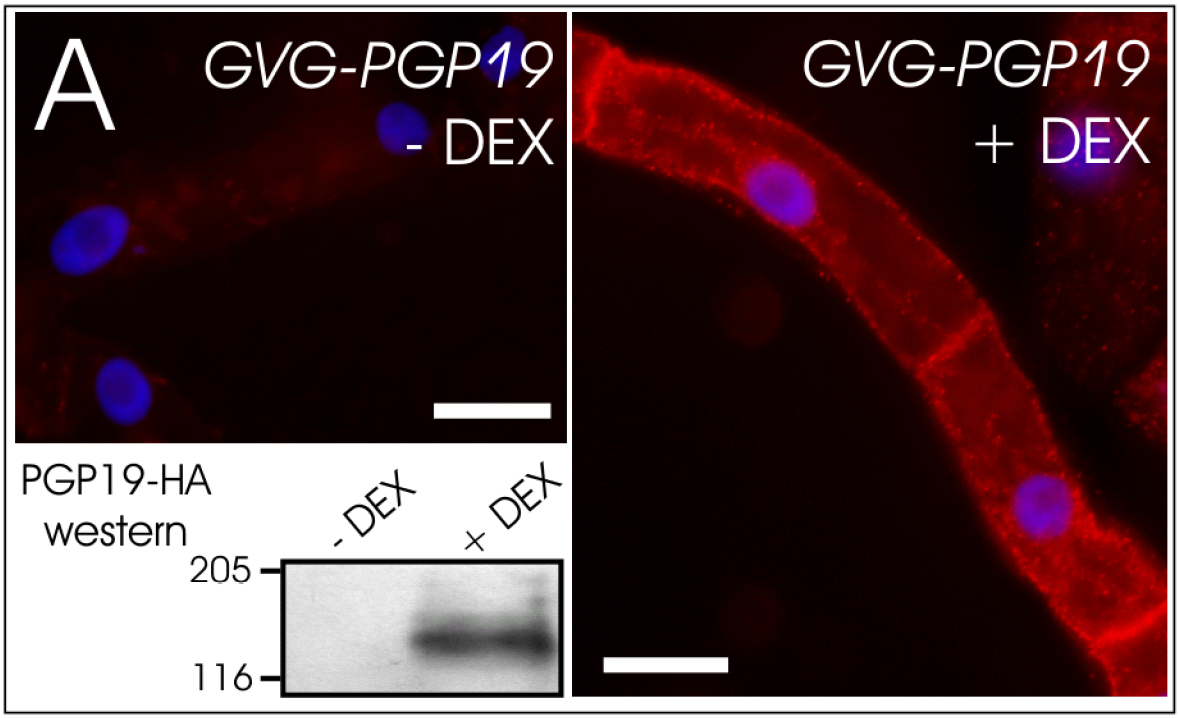 A
GVG-PGP19
- DEX
GVG-PGP19
+ DEX
PGP19-HA
western
- DEX
+ DEX
205
116